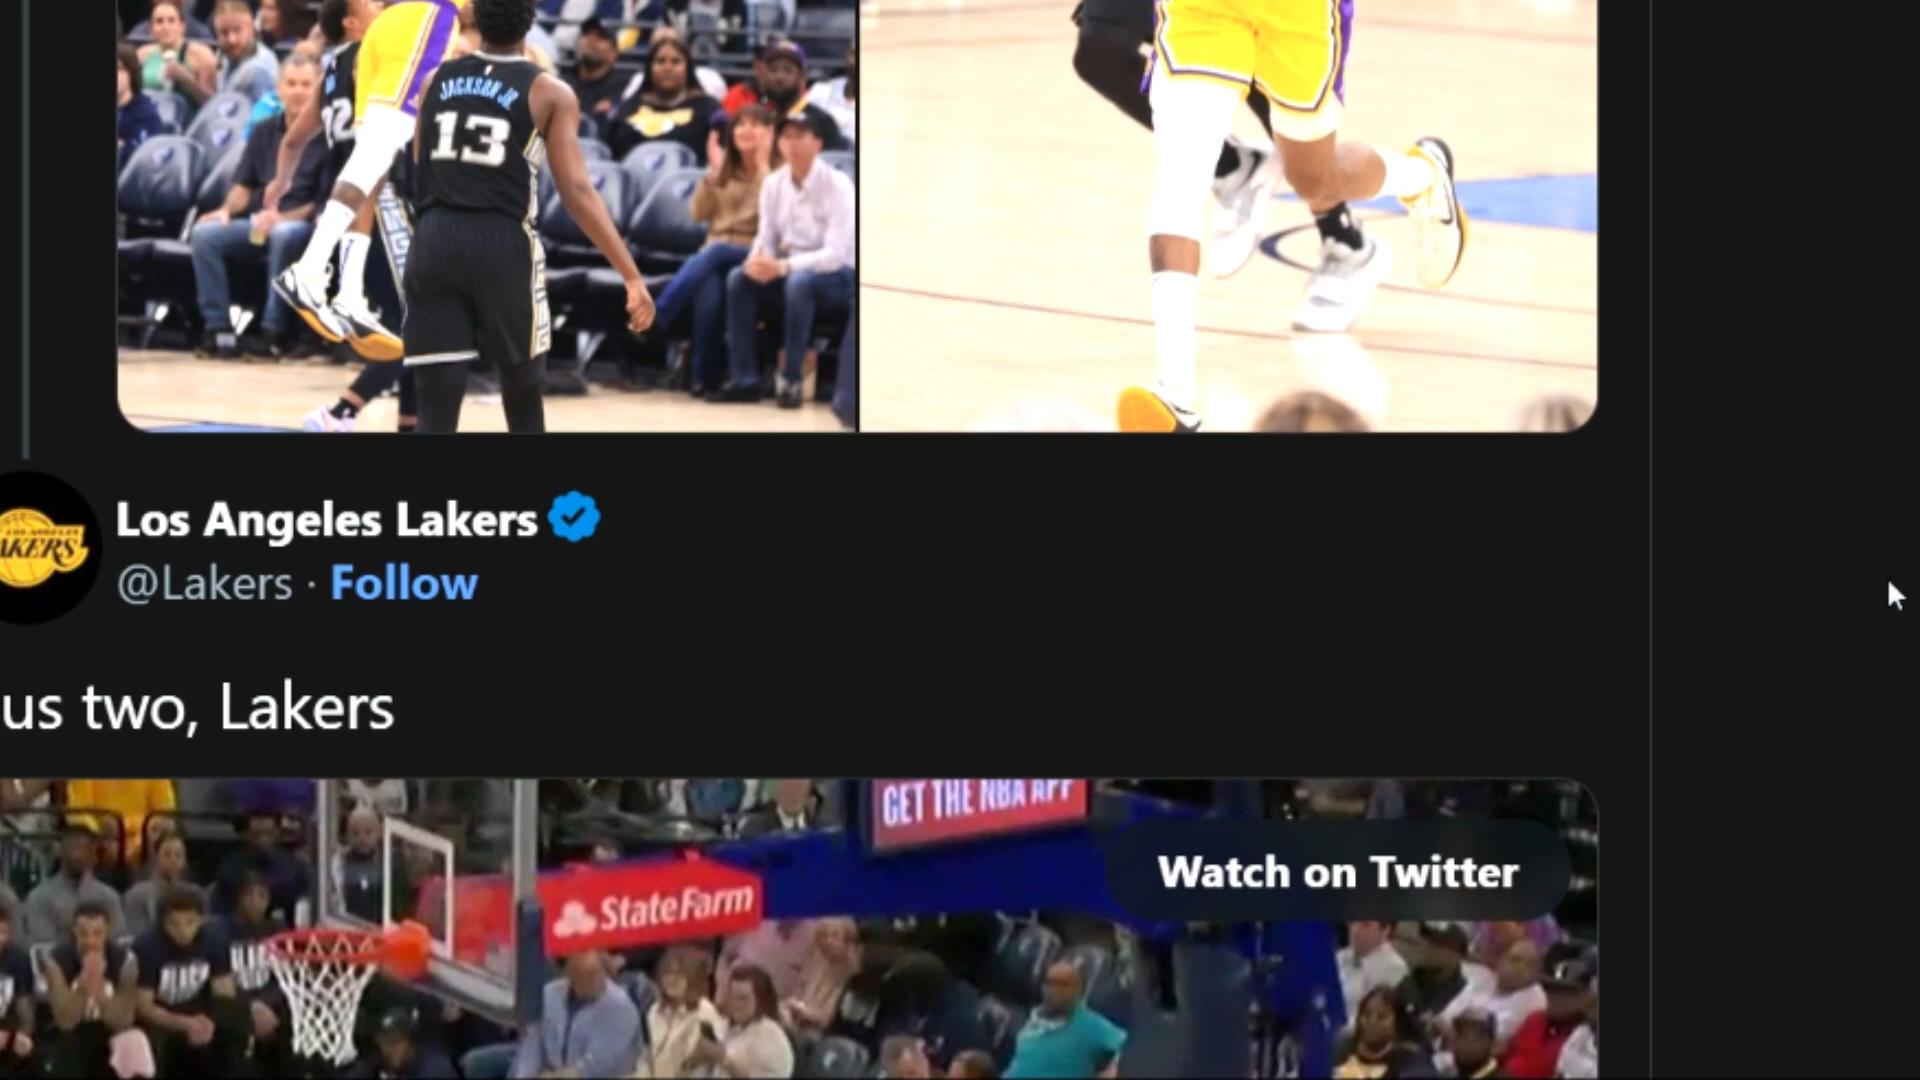 JACKSON JR.
13
Los Angeles Lakers
AKERS
@Lakers · Follow
us two, Lakers
GET THE NBA APP
Watch on Twitter
StateFarm